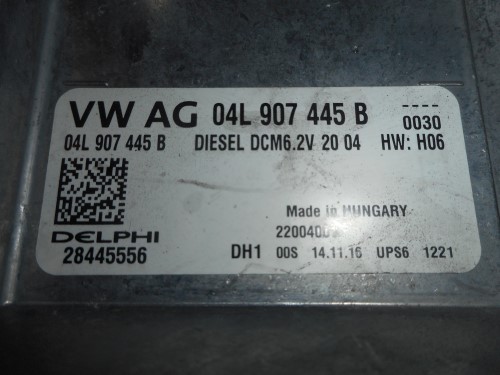 VW AG 04L 907 445 B ----
0030
04L 907 445 B DIESEL DCM6.2V 20 04 HW: H06
Made in HUNGARY
DELPHI
28445556 DH1 00S 14.11.16 UPS6 1221